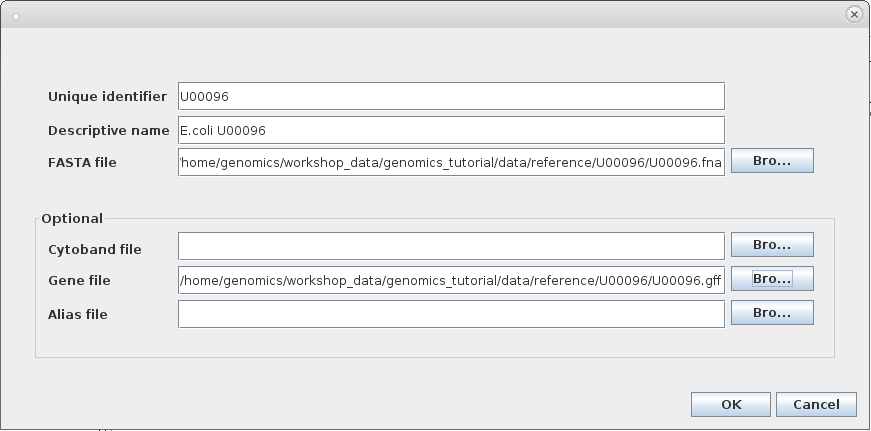 Unique identifier U00096
Descriptive name E.coli U00096
FASTA file /home/genomics/workshop_data/genomics_tutorial/data/reference/U00096/U00096.fna Bro...
Optional
Cytoband file Bro...
Gene file /home/genomics/workshop_data/genomics_tutorial/data/reference/U00096/U00096.gff Bro...
Alias file Bro...
OK Cancel